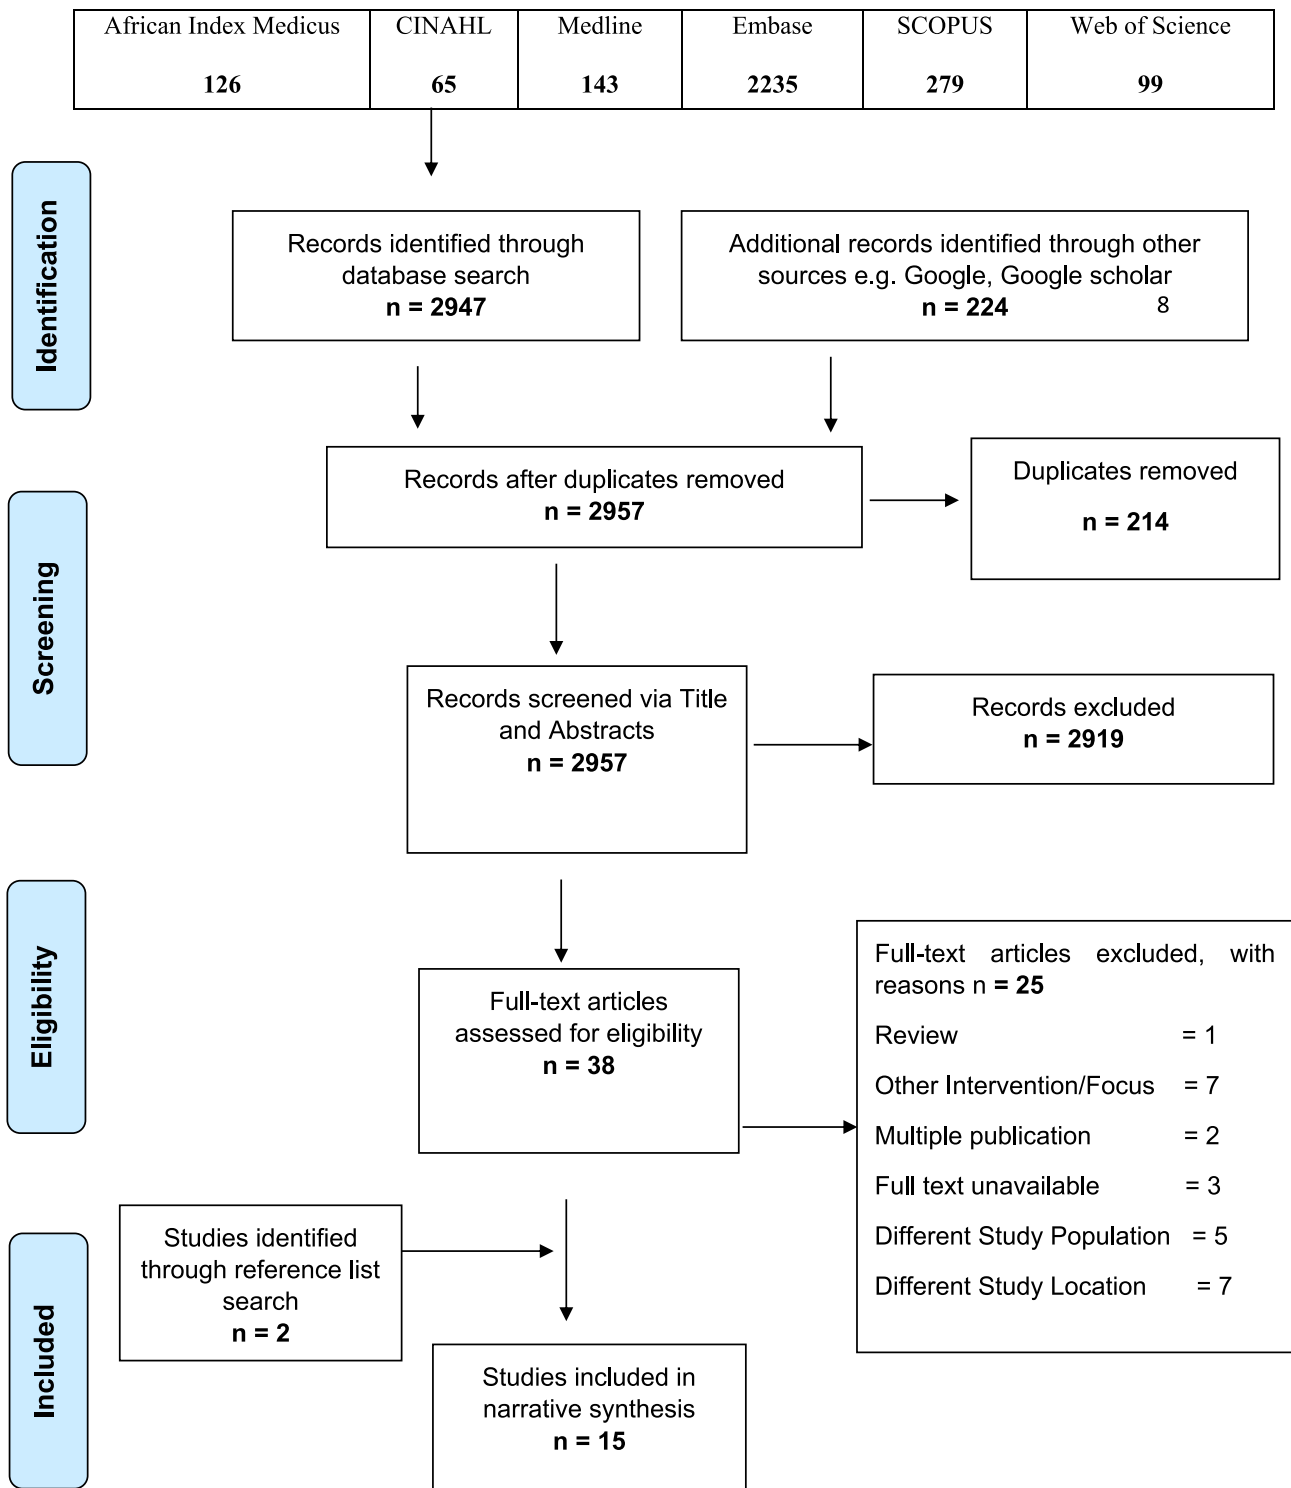 African Index Medicus CINAHL Medline Embase SCOPUS Web of Science
126 65 143 2235 279 99
Identification
Records identified through
database search
n = 2947
Additional records identified through other
sources e.g. Google, Google scholar
n = 224 8
Records after duplicates removed
n = 2957
Duplicates removed
n = 214
Screening
Records screened via Title
and Abstracts
n = 2957
Records excluded
n = 2919
Eligibility
Full-text articles
assessed for eligibility
n = 38
Full-text articles excluded, with
reasons n = 25
Review = 1
Other Intervention/Focus = 7
Multiple publication = 2
Full text unavailable = 3
Different Study Population = 5
Different Study Location = 7
Included
Studies identified
through reference list
search
n = 2
Studies included in
narrative synthesis
n = 15